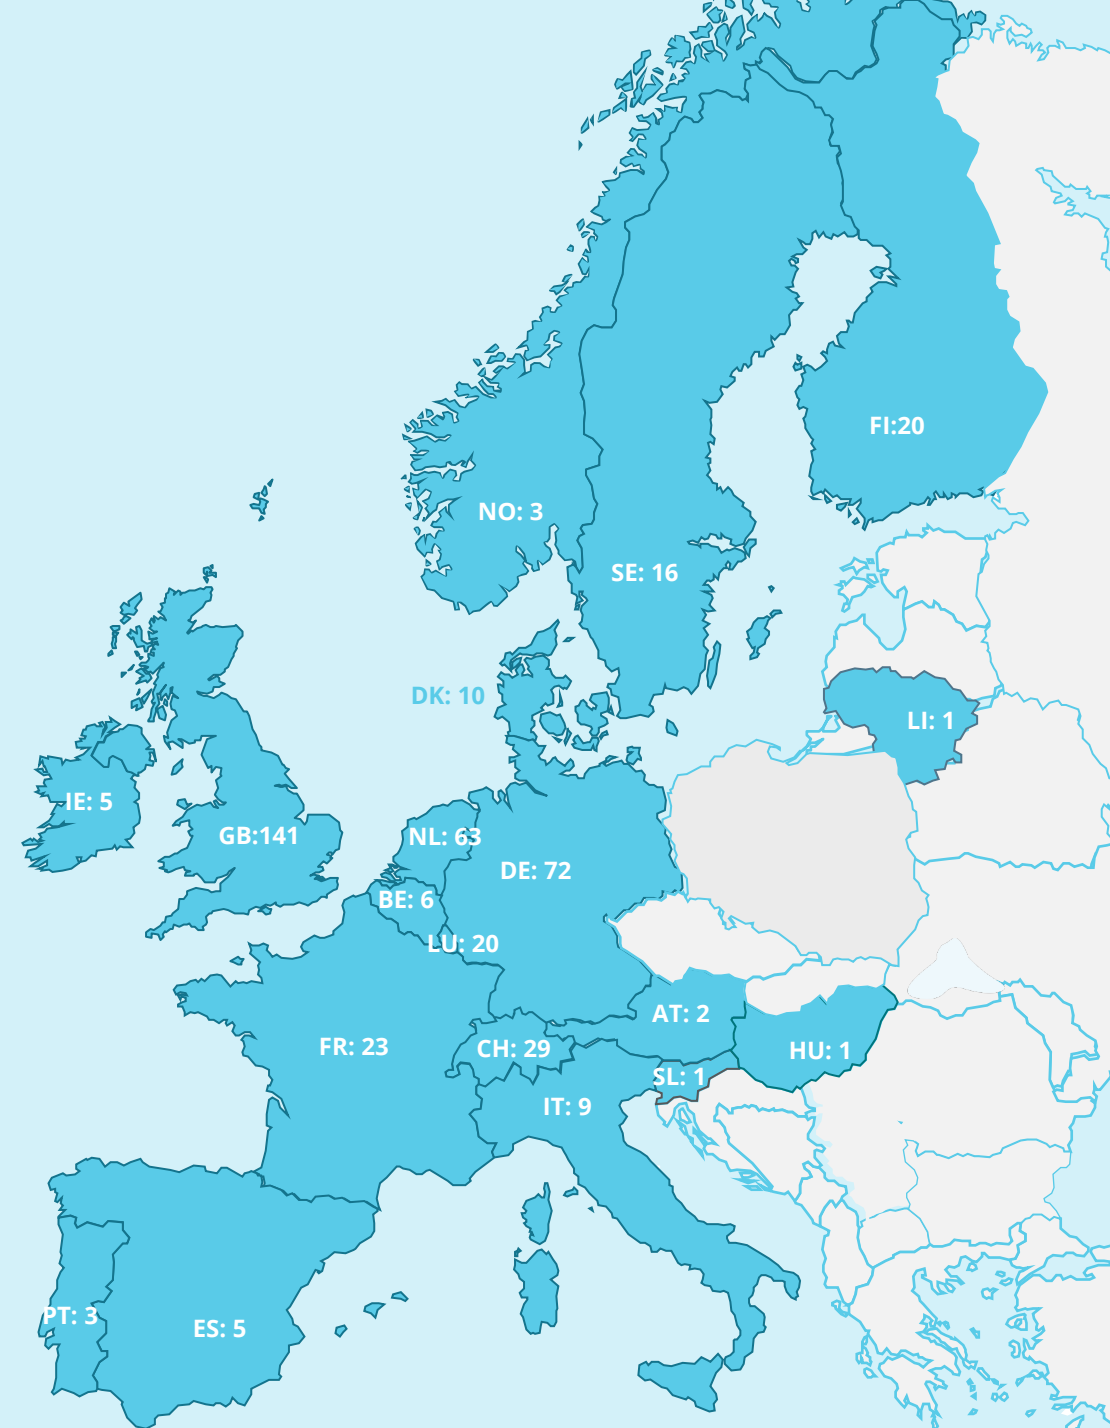 FI:20
NO: 3
SE: 16
DK: 10
LI: 1
IE: 5
GB:141
NL: 63
DE: 72
BE: 6
LU: 20
AT: 2
FR: 23
CH: 29
HU: 1
SL: 1
IT: 9
PT: 3
ES: 5